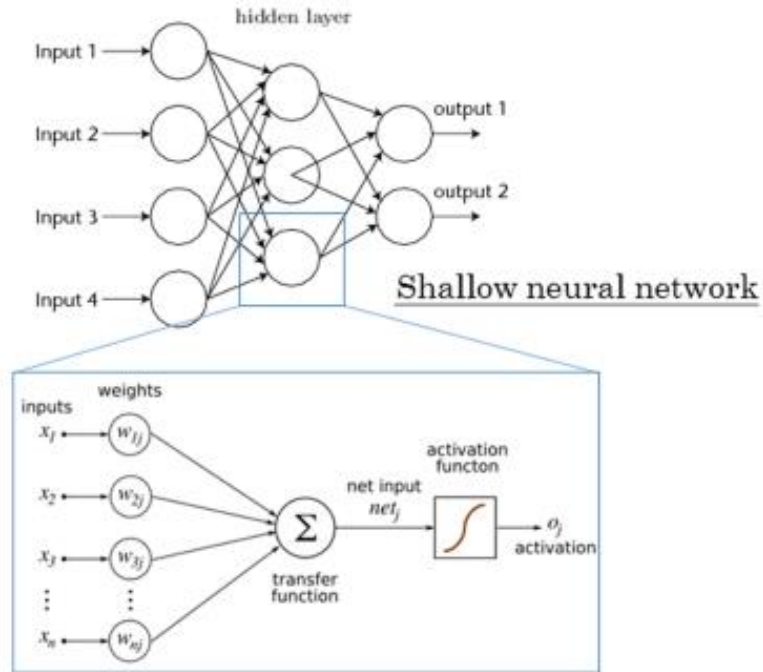 hidden layer
Input 1
Input 2
Input 3
Input 4
output 1
output 2
Shallow neural network
inputs
weights
x1
w1j
x2
w2j
x3
w3j
⋮
⋮
xn
wnj
Σ
transfer
function
net input
netj
activation
functon
oj
activation